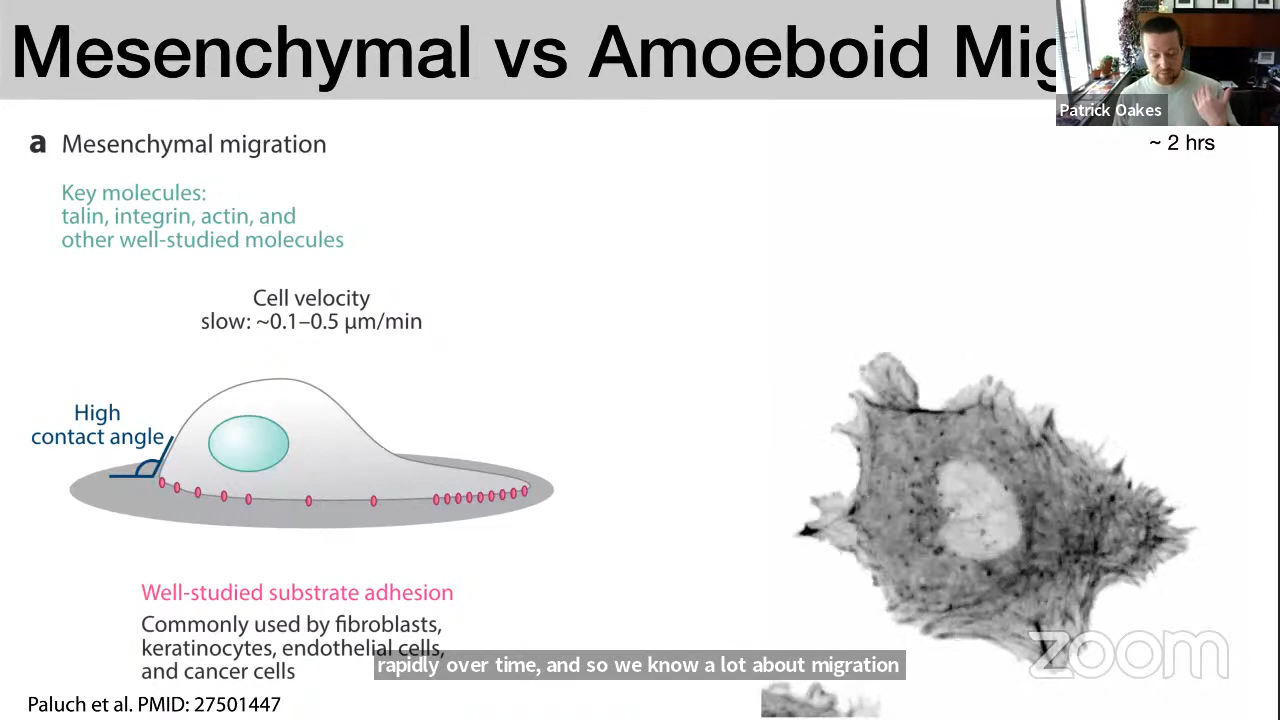 Mesenchymal vs Amoeboid Mig
Patrick Oakes
~ 2 hrs
a Mesenchymal migration
Key molecules:
talin, integrin, actin, and
other well-studied molecules
Cell velocity
slow: ~0.1–0.5 µm/min
High
contact angle
Well-studied substrate adhesion
Commonly used by fibroblasts,
keratinocytes, endothelial cells,
and cancer cells
rapidly over time, and so we know a lot about migration
zoom
Paluch et al. PMID: 27501447